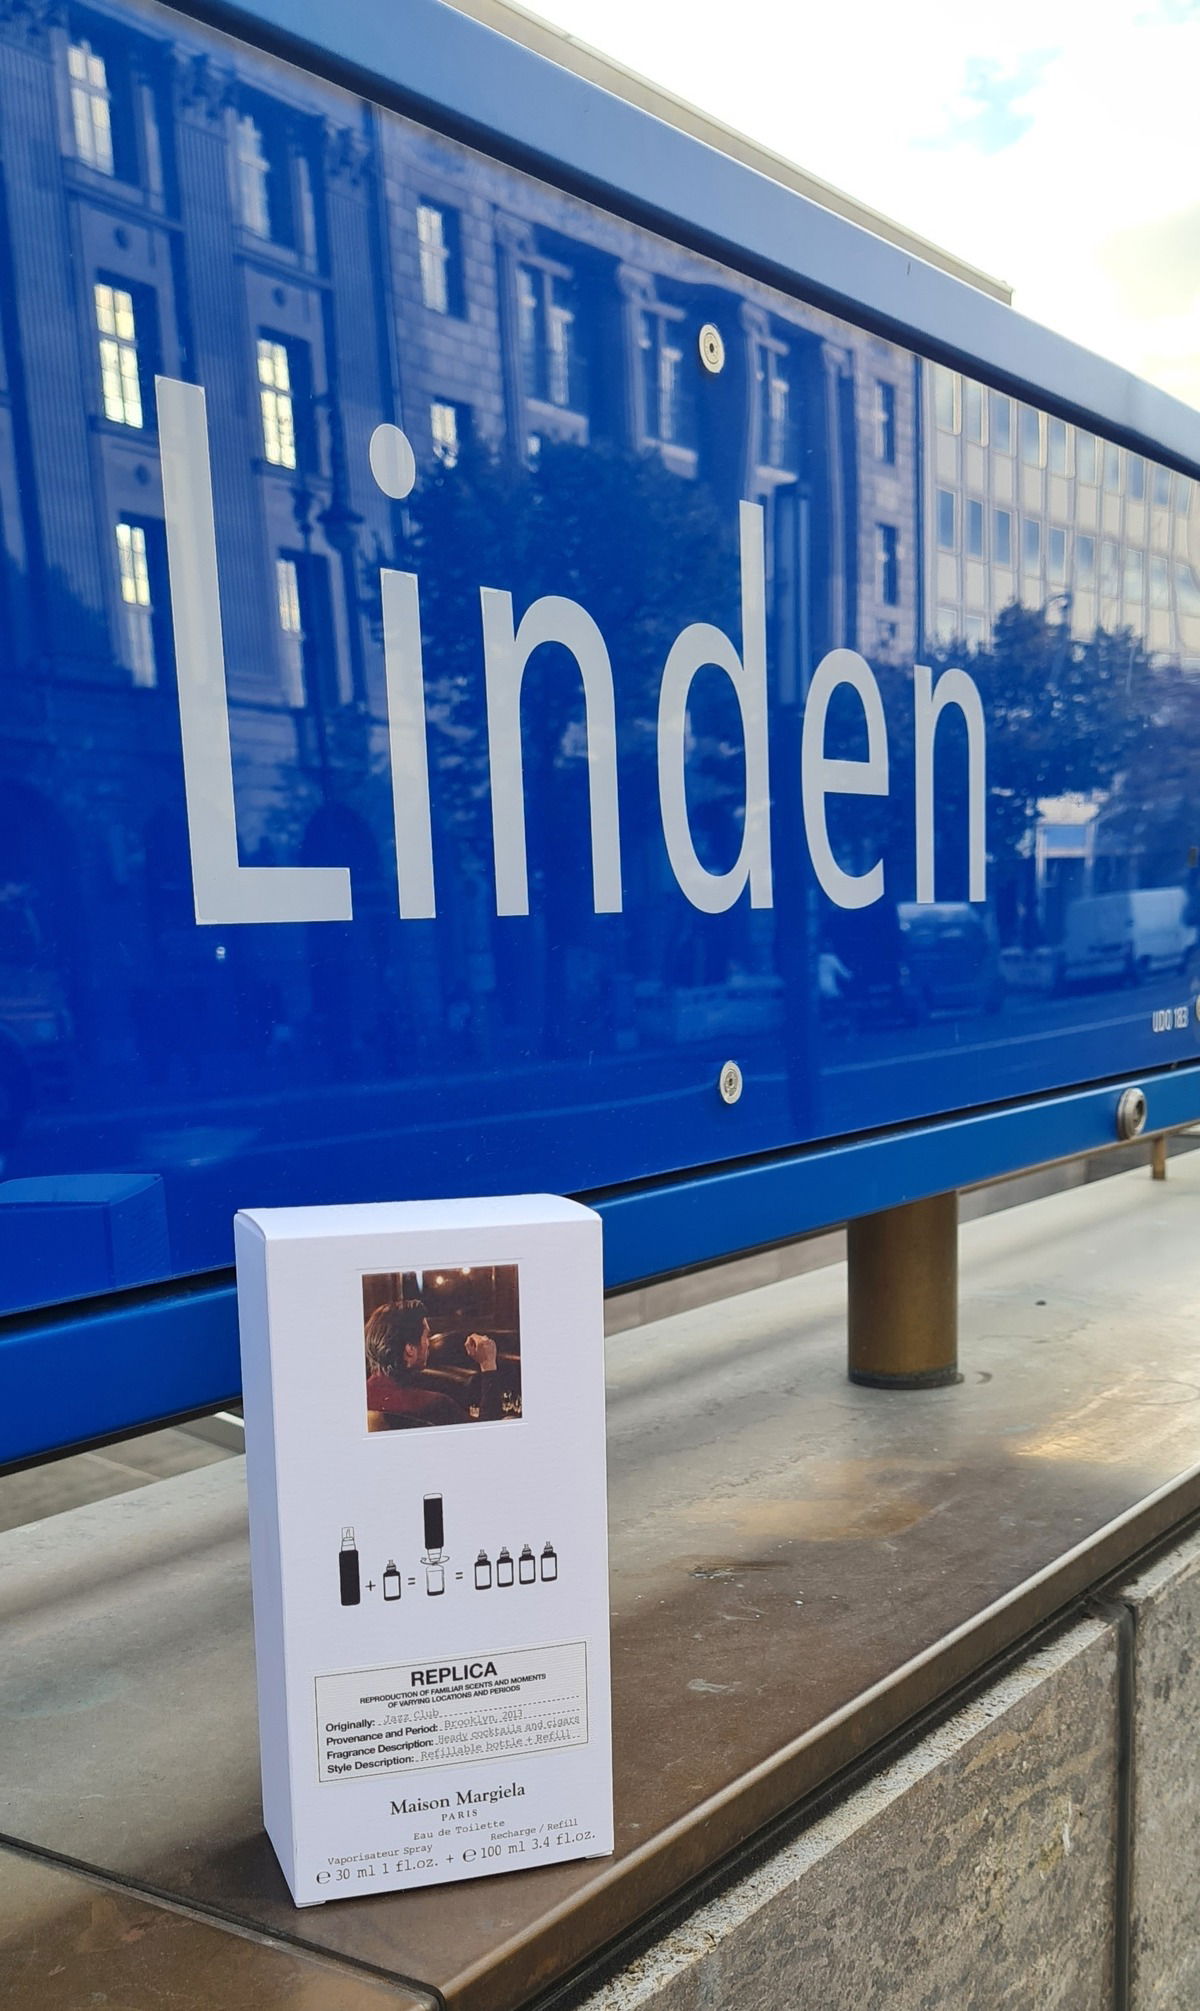 Linden
UDO 183
REPLICA
REPRODUCTION OF FAMILIAR SCENTS AND MOMENTS
OF VARYING LOCATIONS AND PERIODS
Originally: Jazz Club
Provenance and Period: Brooklyn, 2013
Fragrance Description: Heady cocktails and cigars
Style Description: Refillable bottle + Refill
Maison Margiela
PARIS
Eau de Toilette
Vaporisateur Spray Recharge / Refill
℮ 30 ml 1 fl.oz. + ℮ 100 ml 3.4 fl.oz.